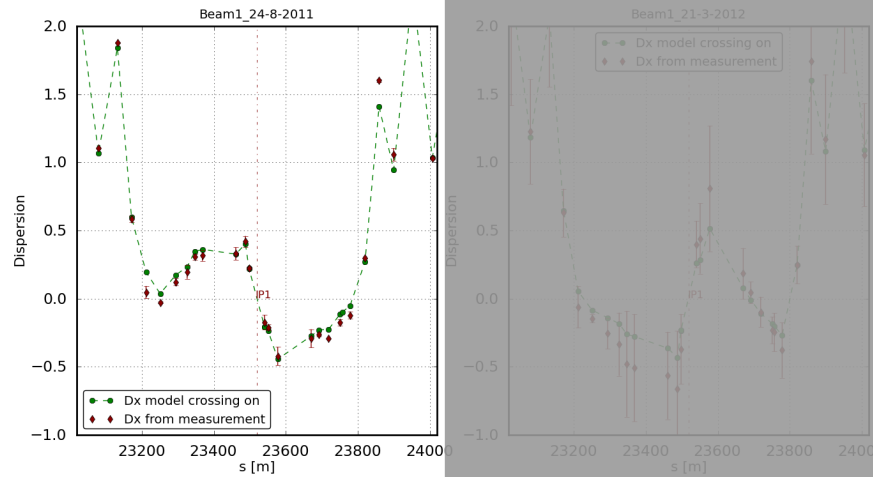 Beam1_24-8-2011
2.0
1.5
1.0
0.5
0.0
−0.5
−1.0
Dispersion
IP1
Dx model crossing on
Dx from measurement
23200 23400 23600 23800 24000
s [m]
Beam1_21-3-2012
2.0
1.5
1.0
0.5
0.0
−0.5
−1.0
Dispersion
Dx model crossing on
Dx from measurement
IP1
23200 23400 23600 23800 2400
s [m]